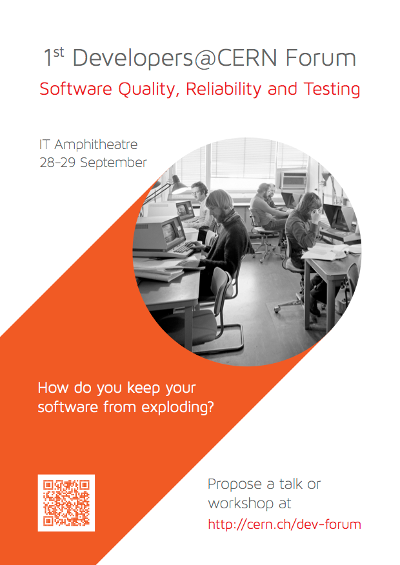 1st Developers@CERN Forum
Software Quality, Reliability and Testing
IT Amphitheatre
28-29 September
How do you keep your
software from exploding?
Propose a talk or
workshop at
http://cern.ch/dev-forum